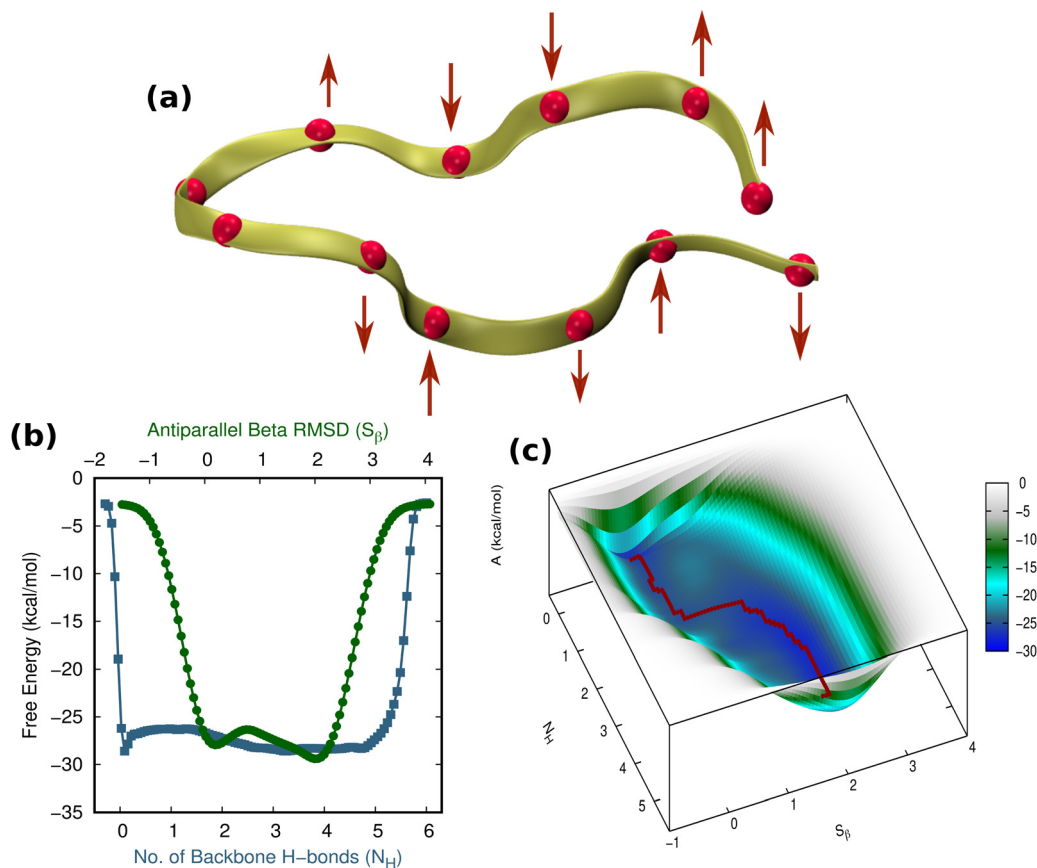 (a)
(b)
Antiparallel Beta RMSD (Sβ)
−2 −1 0 1 2 3 4
0
−5
−10
−15
−20
−25
−30
−35
Free Energy (kcal/mol)
0 1 2 3 4 5 6
No. of Backbone H−bonds (NH)
(c)
A (kcal/mol)
0
1
2
3
4
5
NH
−1
0
1
2
3
4
Sβ
0
−5
−10
−15
−20
−25
−30